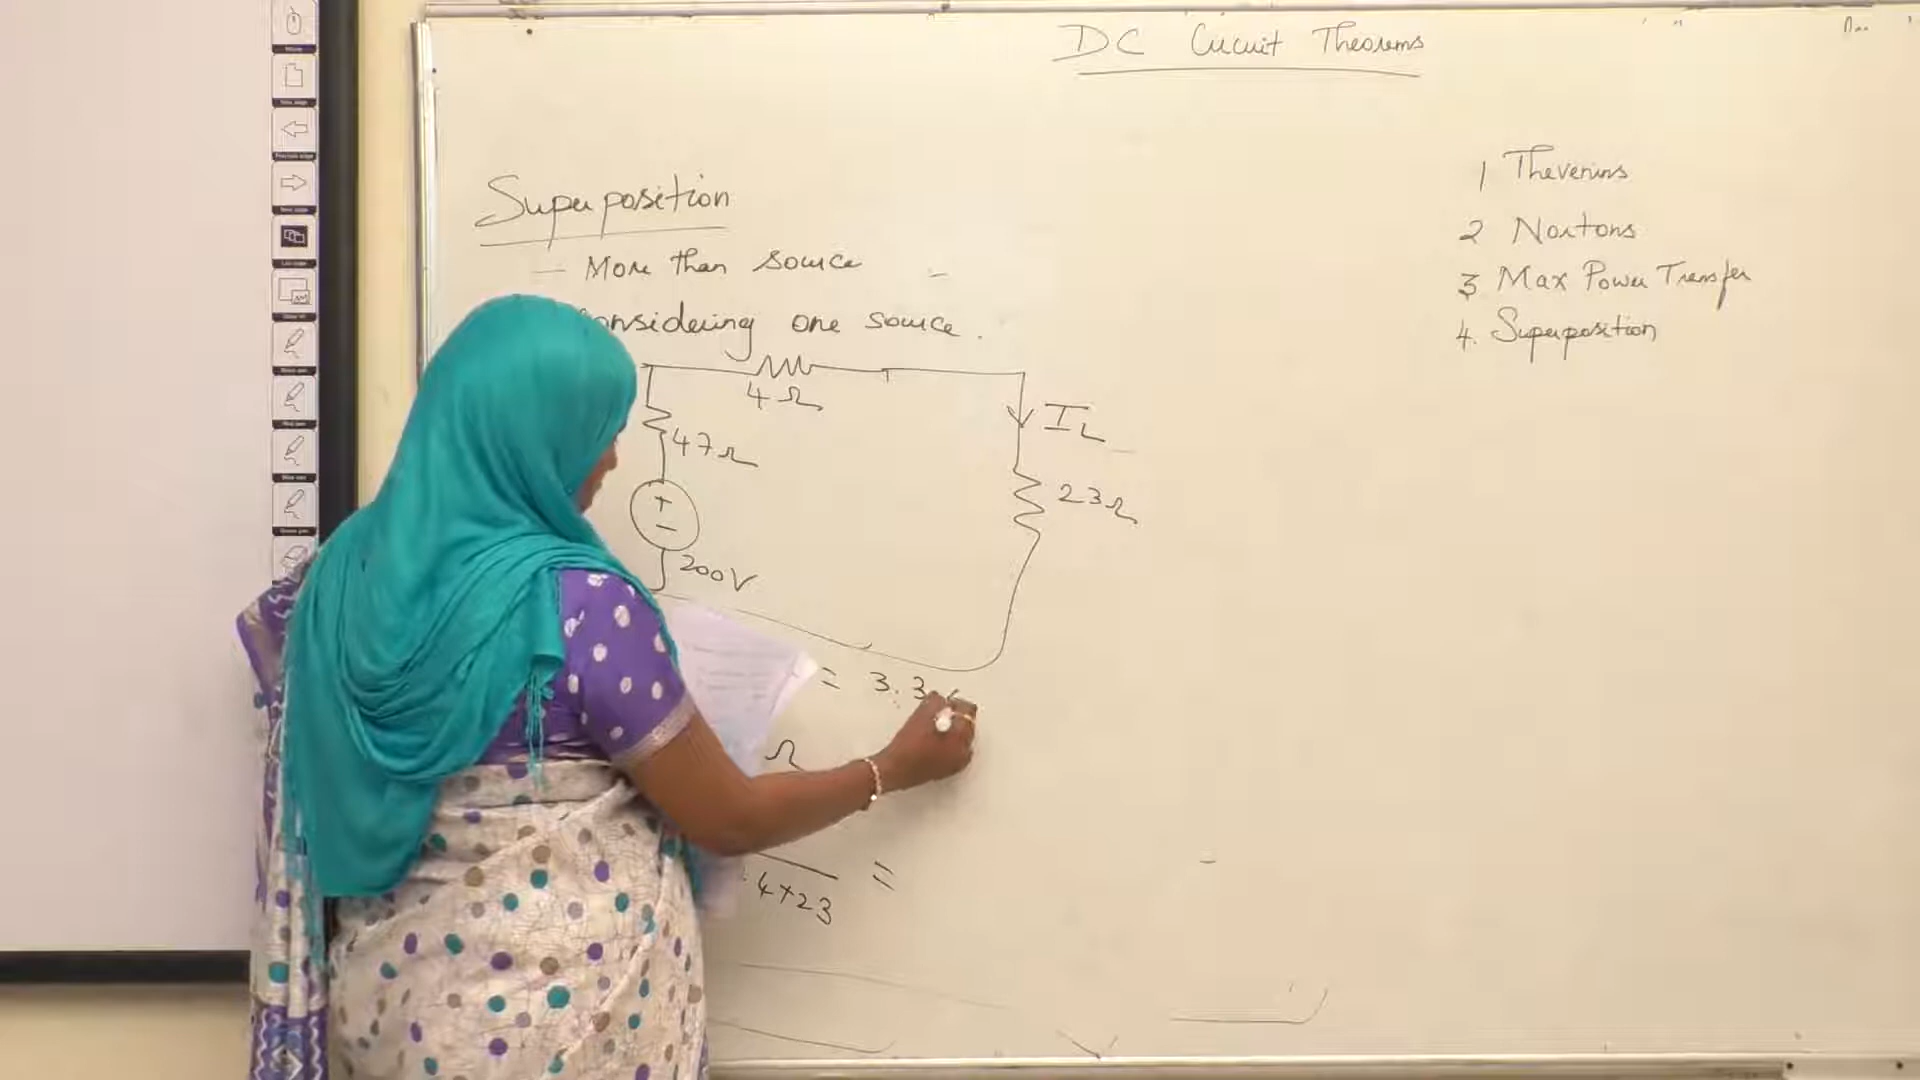 DC Circuit Theorems
Superposition
– More than source
onsidering one source.
4Ω
47Ω
IL
23Ω
+
−
200V
= 3.3
Ω
4+23
=
1 Thevenins
2 Nortons
3 Max Power Transfer
4. Superposition